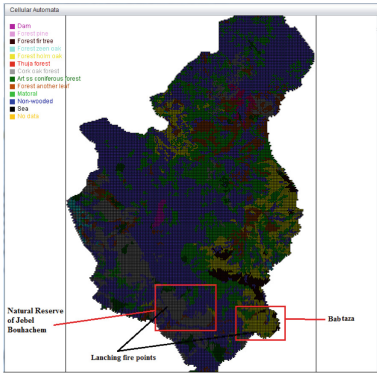 Cellular Automata
Dam
Forest pine
Forest fir tree
Forest zeen oak
Forest holm oak
Thuja forest
Cork oak forest
Art ss coniferous forest
Forest another leaf
Matoral
Non-wooded
Sea
No data
Natural Reserve
of Jebel
Bouhachem
Lanching fire points
Bab taza